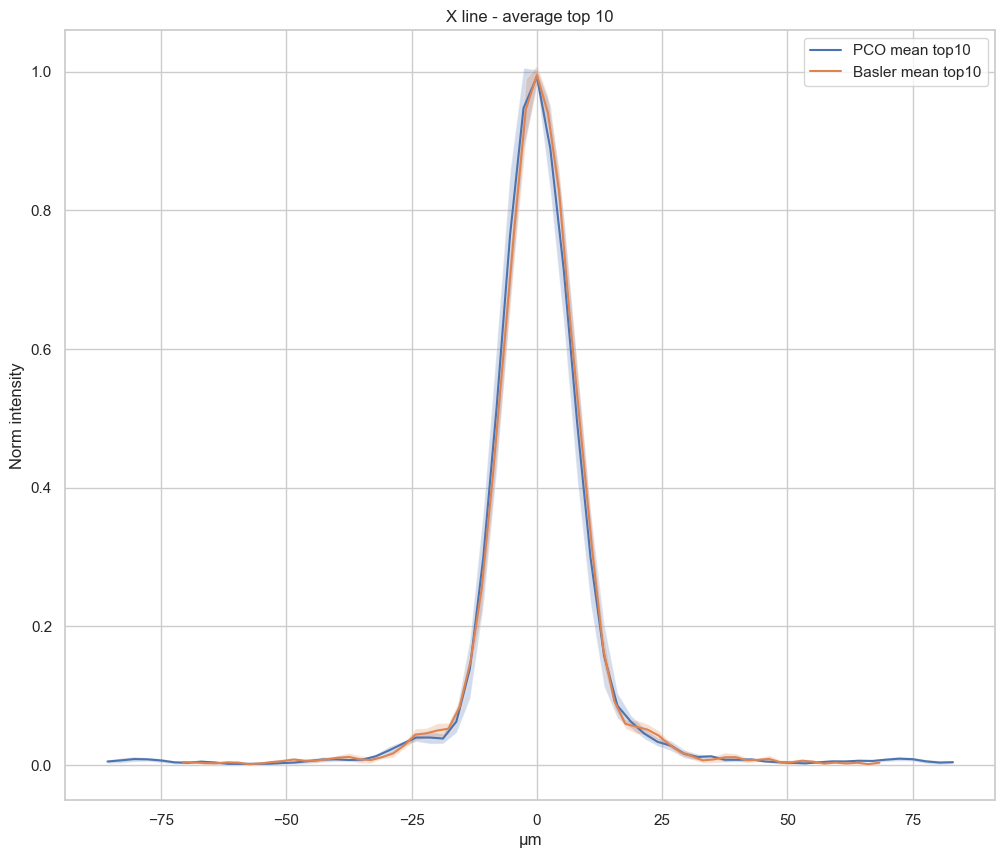 X line - average top 10
PCO mean top10
Basler mean top10
1.0
0.8
0.6
0.4
0.2
0.0
Norm intensity
−75
−50
−25
0
25
50
75
µm